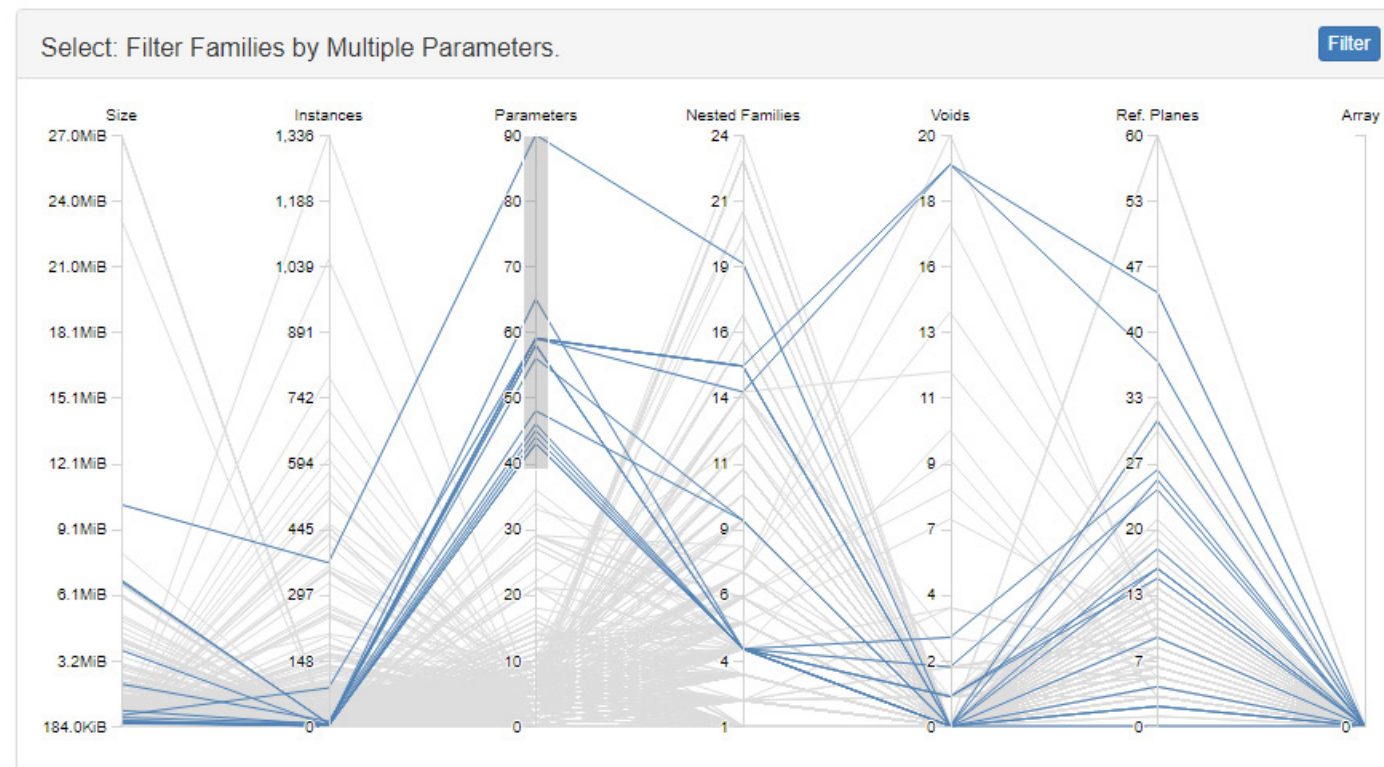 Select: Filter Families by Multiple Parameters.
Filter
Size Instances Parameters Nested Families Voids Ref. Planes Array
27.0MiB 1,336 90 24 20 60
24.0MiB 1,188 80 21 18 53
21.0MiB 1,039 70 19 16 47
18.1MiB 891 60 16 13 40
15.1MiB 742 50 14 11 33
12.1MiB 594 40 11 9 27
9.1MiB 445 30 9 7 20
6.1MiB 297 20 6 4 13
3.2MiB 148 10 4 2 7
184.0KiB 0 0 1 0 0 0